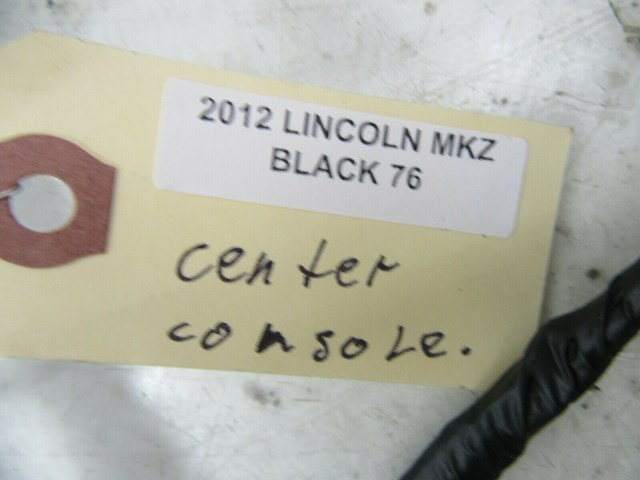 2012 LINCOLN MKZ
BLACK 76
center
console.